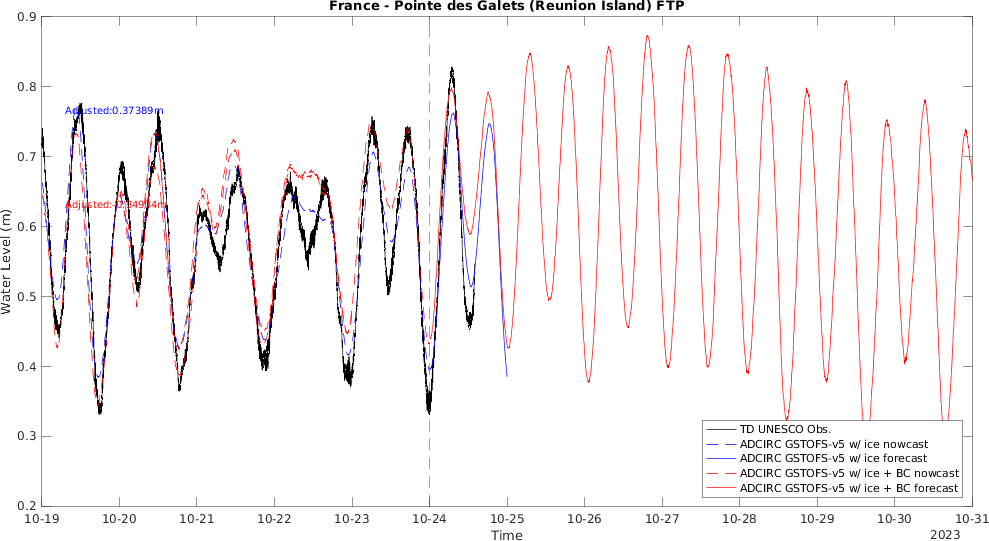 France - Pointe des Galets (Reunion Island) FTP
0.9
0.8
0.7
0.6
0.5
0.4
0.3
0.2
Water Level (m)
Adjusted:0.37389m
10-19
10-20
10-21
10-22
10-23
10-24
10-25
10-26
10-27
10-28
10-29
10-30
10-31
Time
2023
TD UNESCO Obs.
ADCIRC GSTOFS-v5 w/ ice nowcast
ADCIRC GSTOFS-v5 w/ ice forecast
ADCIRC GSTOFS-v5 w/ ice + BC nowcast
ADCIRC GSTOFS-v5 w/ ice + BC forecast